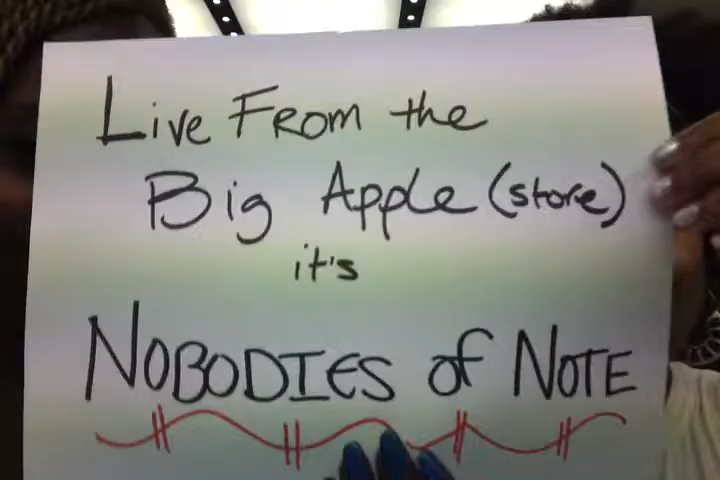 Live FROM the
Big Apple (store)
it's
NOBODIES of NOTE